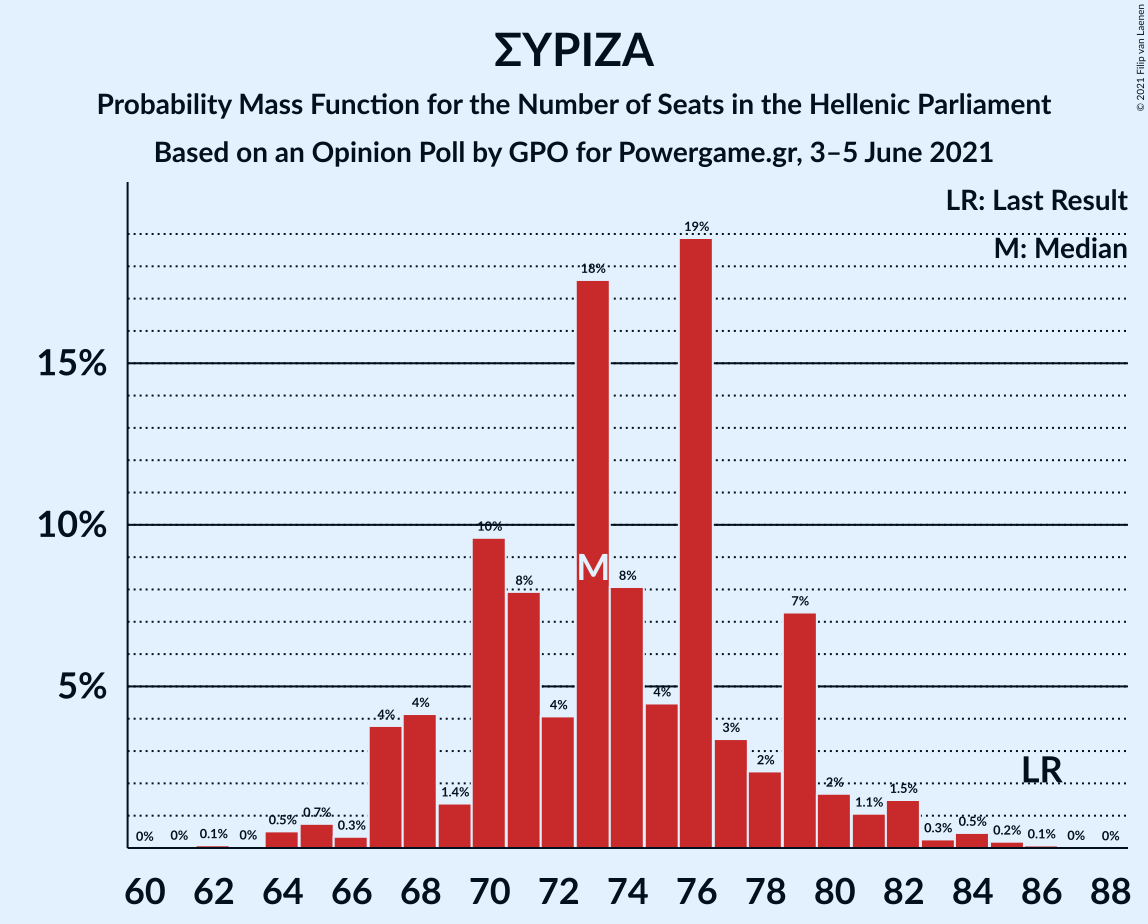 ΣΥΡΙΖΑ
Probability Mass Function for the Number of Seats in the Hellenic Parliament
Based on an Opinion Poll by GPO for Powergame.gr, 3–5 June 2021
© 2021 Filip van Laenen
LR: Last Result
M: Median
15%
10%
5%
0% 0% 0.1% 0% 0.5% 0.7% 0.3% 4% 4% 1.4% 10% 8% 4% 18% 8% 4% 19% 3% 2% 7% 2% 1.1% 1.5% 0.3% 0.5% 0.2% 0.1% 0% 0%
M
LR
60 62 64 66 68 70 72 74 76 78 80 82 84 86 88